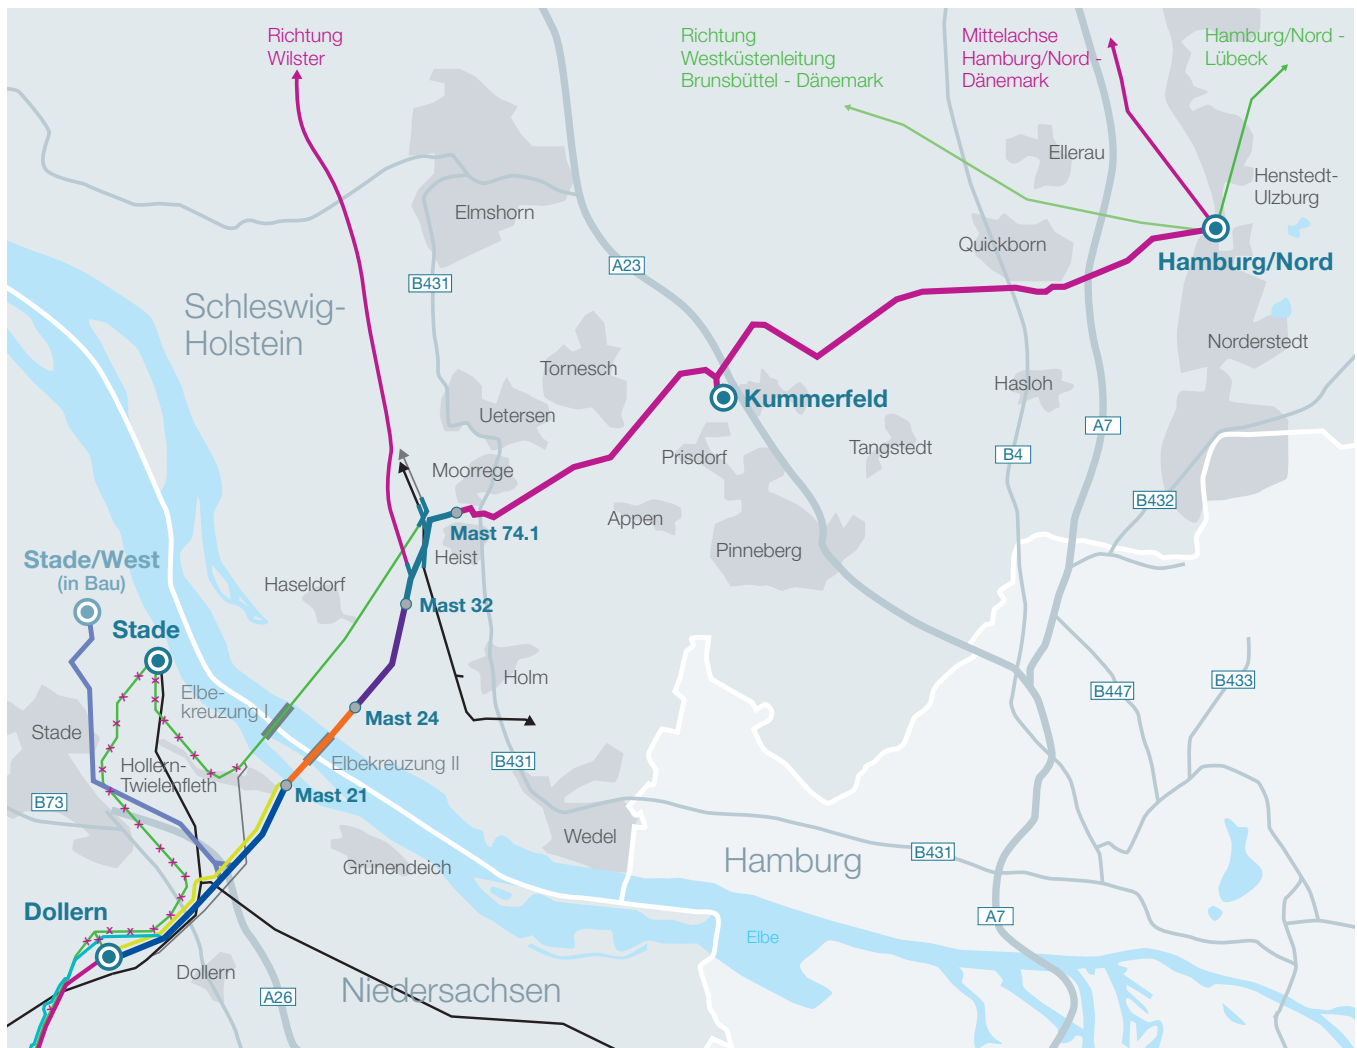 Richtung
Wilster
Richtung
Westküstenleitung
Brunsbüttel - Dänemark
Mittelachse
Hamburg/Nord -
Dänemark
Hamburg/Nord -
Lübeck
Ellerau
Henstedt-
Ulzburg
Elmshorn
Quickborn
Hamburg/Nord
A23
B431
Schleswig-
Holstein
Norderstedt
Tornesch
Hasloh
Kummerfeld
Uetersen
A7
Tangstedt
B4
Prisdorf
Moorrege
B432
Appen
Mast 74.1
Pinneberg
Heist
Stade/West
(in Bau)
Haseldorf
Mast 32
Stade
Holm
B433
B447
Elbe-
kreuzung I
Mast 24
Stade
Hollern-
Twielenfleth
Elbekreuzung II
B431
Mast 21
B73
Wedel
Grünendeich
Hamburg
B431
Dollern
A7
Elbe
Dollern
Niedersachsen
A26